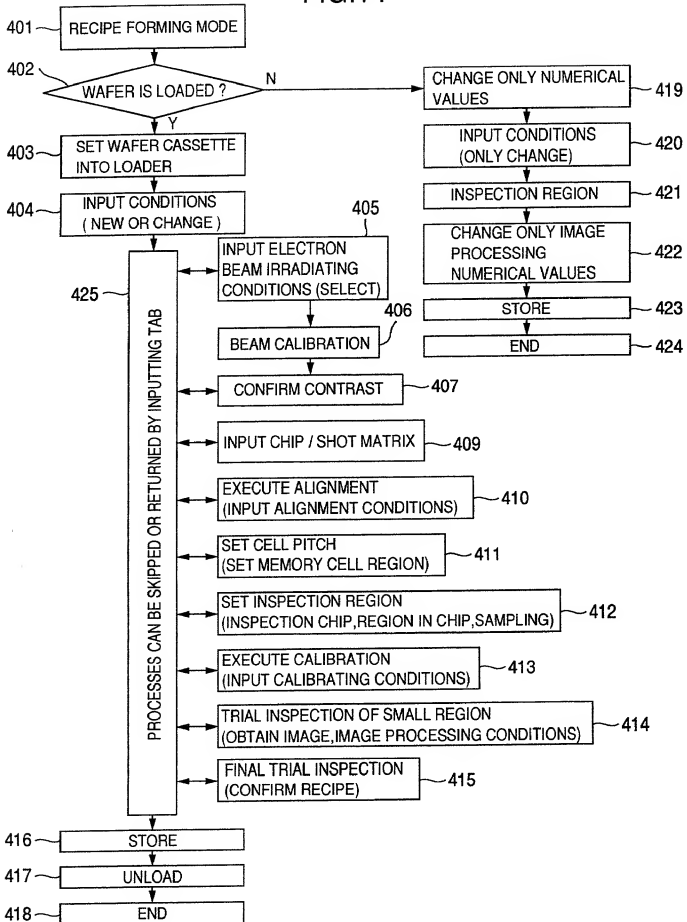 401
RECIPE FORMING MODE
402
WAFER IS LOADED ?
N
Y
403
SET WAFER CASSETTE
INTO LOADER
404
INPUT CONDITIONS
( NEW OR CHANGE )
425
PROCESSES CAN BE SKIPPED OR RETURNED BY INPUTTING TAB
405
INPUT ELECTRON
BEAM IRRADIATING
CONDITIONS (SELECT)
406
BEAM CALIBRATION
CONFIRM CONTRAST
407
INPUT CHIP / SHOT MATRIX
409
EXECUTE ALIGNMENT
(INPUT ALIGNMENT CONDITIONS)
410
SET CELL PITCH
(SET MEMORY CELL REGION)
411
SET INSPECTION REGION
(INSPECTION CHIP,REGION IN CHIP,SAMPLING)
412
EXECUTE CALIBRATION
(INPUT CALIBRATING CONDITIONS)
413
TRIAL INSPECTION OF SMALL REGION
(OBTAIN IMAGE,IMAGE PROCESSING CONDITIONS)
414
FINAL TRIAL INSPECTION
(CONFIRM RECIPE)
415
416
STORE
417
UNLOAD
418
END
CHANGE ONLY NUMERICAL
VALUES
419
INPUT CONDITIONS
(ONLY CHANGE)
420
INSPECTION REGION
421
CHANGE ONLY IMAGE
PROCESSING
NUMERICAL VALUES
422
STORE
423
END
424